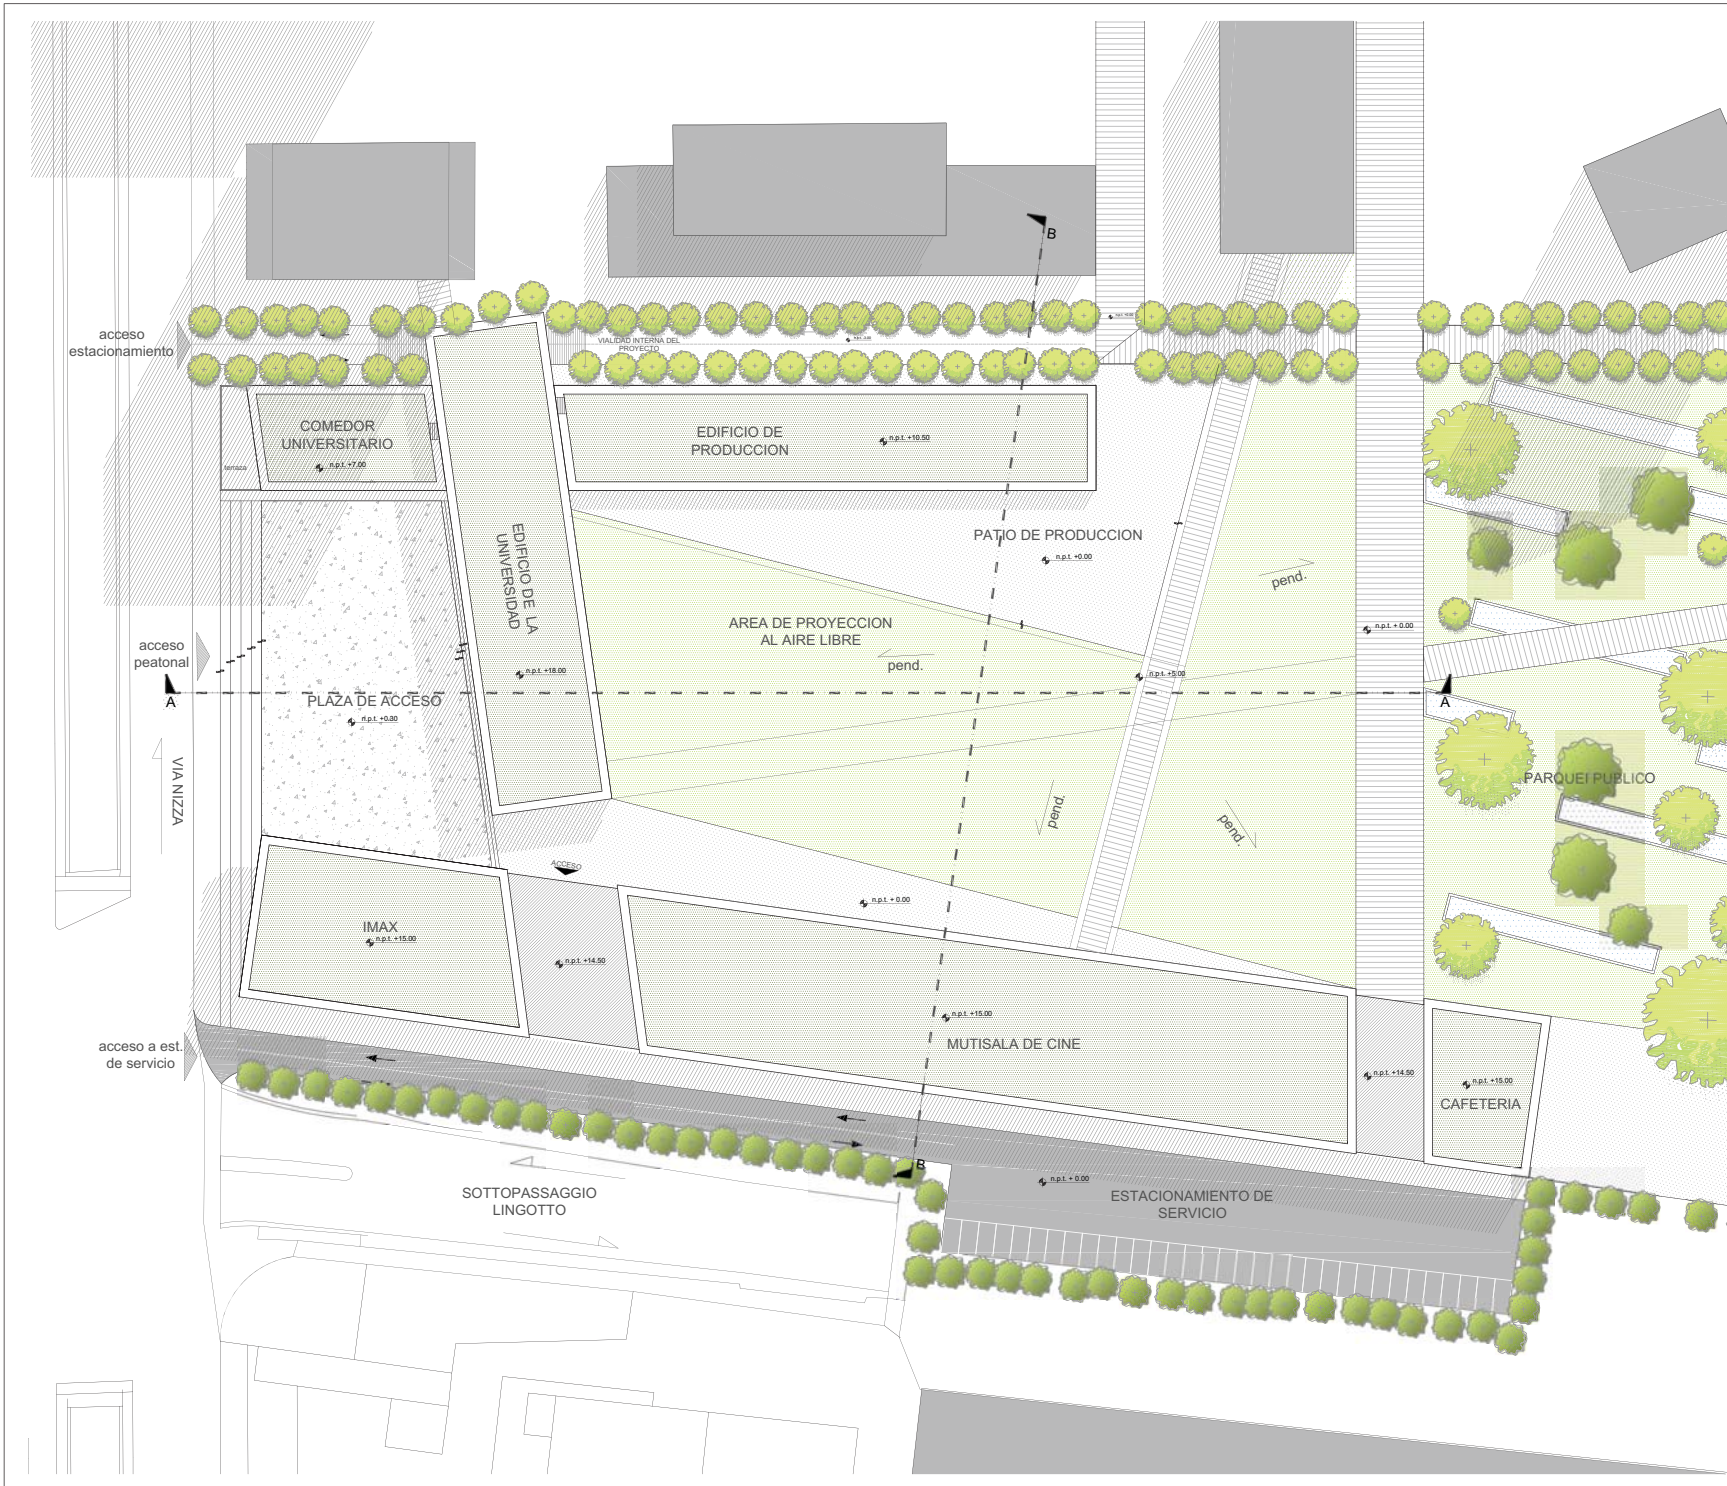 B
acceso
estacionamiento
VIALIDAD INTERNA DEL
PROYECTO
COMEDOR
UNIVERSITARIO
n.p.t. +7.00
terraza
EDIFICIO DE
PRODUCCION
n.p.t. +10.50
EDIFICIO DE LA
UNIVERSIDAD
n.p.t. +18.00
PATIO DE PRODUCCION
n.p.t. +0.00
pend.
AREA DE PROYECCION
AL AIRE LIBRE
pend.
n.p.t. + 0.00
acceso
peatonal
n.p.t. +5.00
A
PLAZA DE ACCESO
n.p.t. +0.30
A
VIA NIZZA
PARQUEI PUBLICO
pend.
pend.
ACCESO
n.p.t. + 0.00
IMAX
n.p.t. +15.00
n.p.t. +14.50
n.p.t. +15.00
MUTISALA DE CINE
acceso a est.
de servicio
n.p.t. +14.50
n.p.t. +15.00
CAFETERIA
B
n.p.t. + 0.00
ESTACIONAMIENTO DE
SERVICIO
SOTTOPASSAGGIO
LINGOTTO